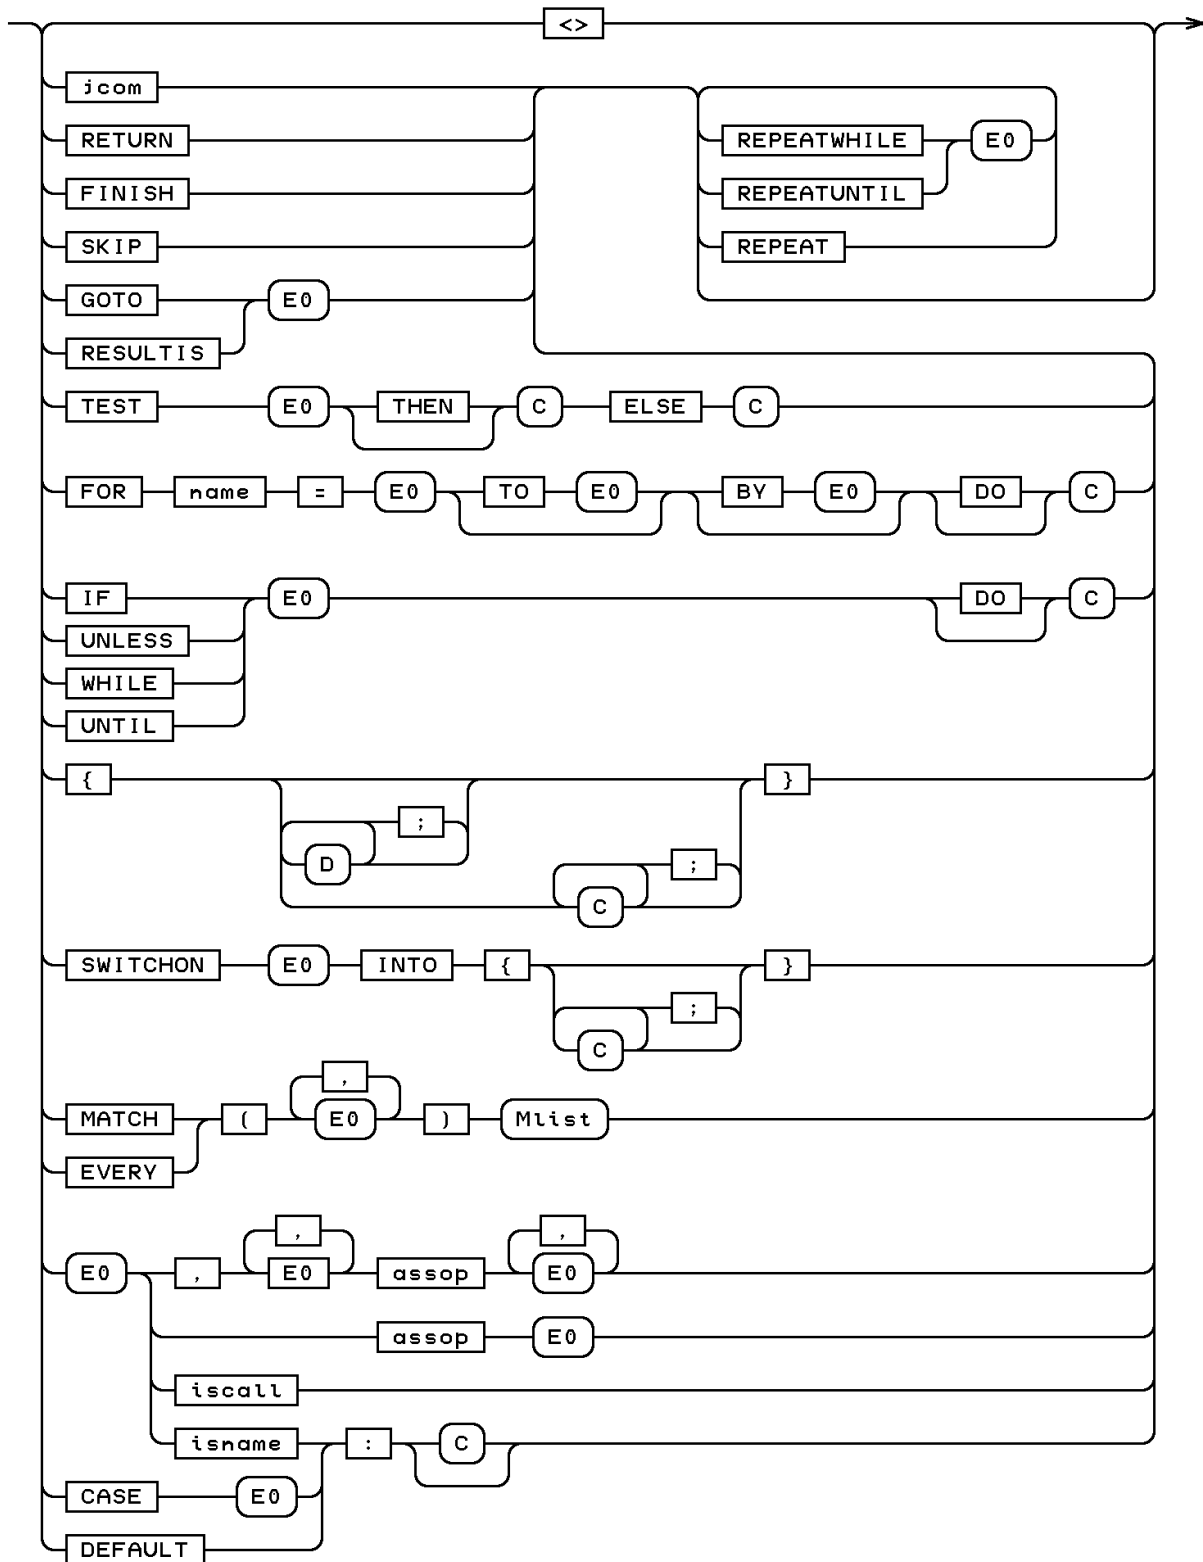 <>
jcom
RETURN REPEATWHILE E0
FINISH REPEATUNTIL
SKIP REPEAT
GOTO E0
RESULTIS
TEST E0 THEN C ELSE C
FOR name = E0 TO E0 BY E0 DO C
IF E0 DO C
UNLESS
WHILE
UNTIL
{ }
;
D ;
C
SWITCHON E0 INTO { }
;
C
,
MATCH ( E0 ) Mlist
EVERY
, ,
E0 , E0 assop E0
assop E0
iscall
isname : C
CASE E0
DEFAULT